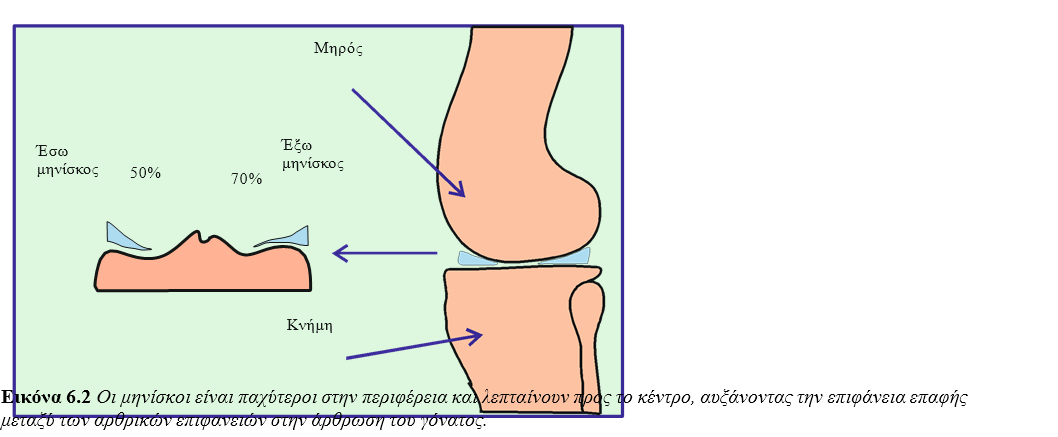 Μηρός
Έσω
μηνίσκος
50%
70%
Έξω
μηνίσκος
Κνήμη
Εικόνα 6.2 Οι μηνίσκοι είναι παχύτεροι στην περιφέρεια και λεπταίνουν προς το κέντρο, αυξάνοντας την επιφάνεια επαφής
μεταξύ των αρθρικών επιφανειών στην άρθρωση του γόνατος.